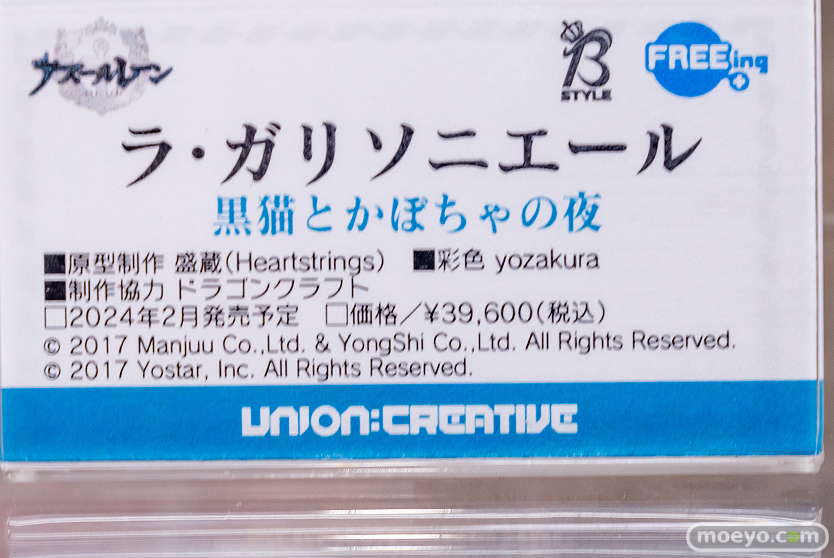 アズールレーン
B
STYLE
FREEing
ラ・ガリソニエール
黒猫とかぼちゃの夜
■原型制作 盛蔵(Heartstrings) ■彩色 yozakura
■制作協力 ドラゴンクラフト
□2024年2月発売予定 □価格/¥39,600(税込)
© 2017 Manjuu Co.,Ltd. & YongShi Co.,Ltd. All Rights Reserved.
© 2017 Yostar, Inc. All Rights Reserved.
UNION:CREATIVE
moeyo.com